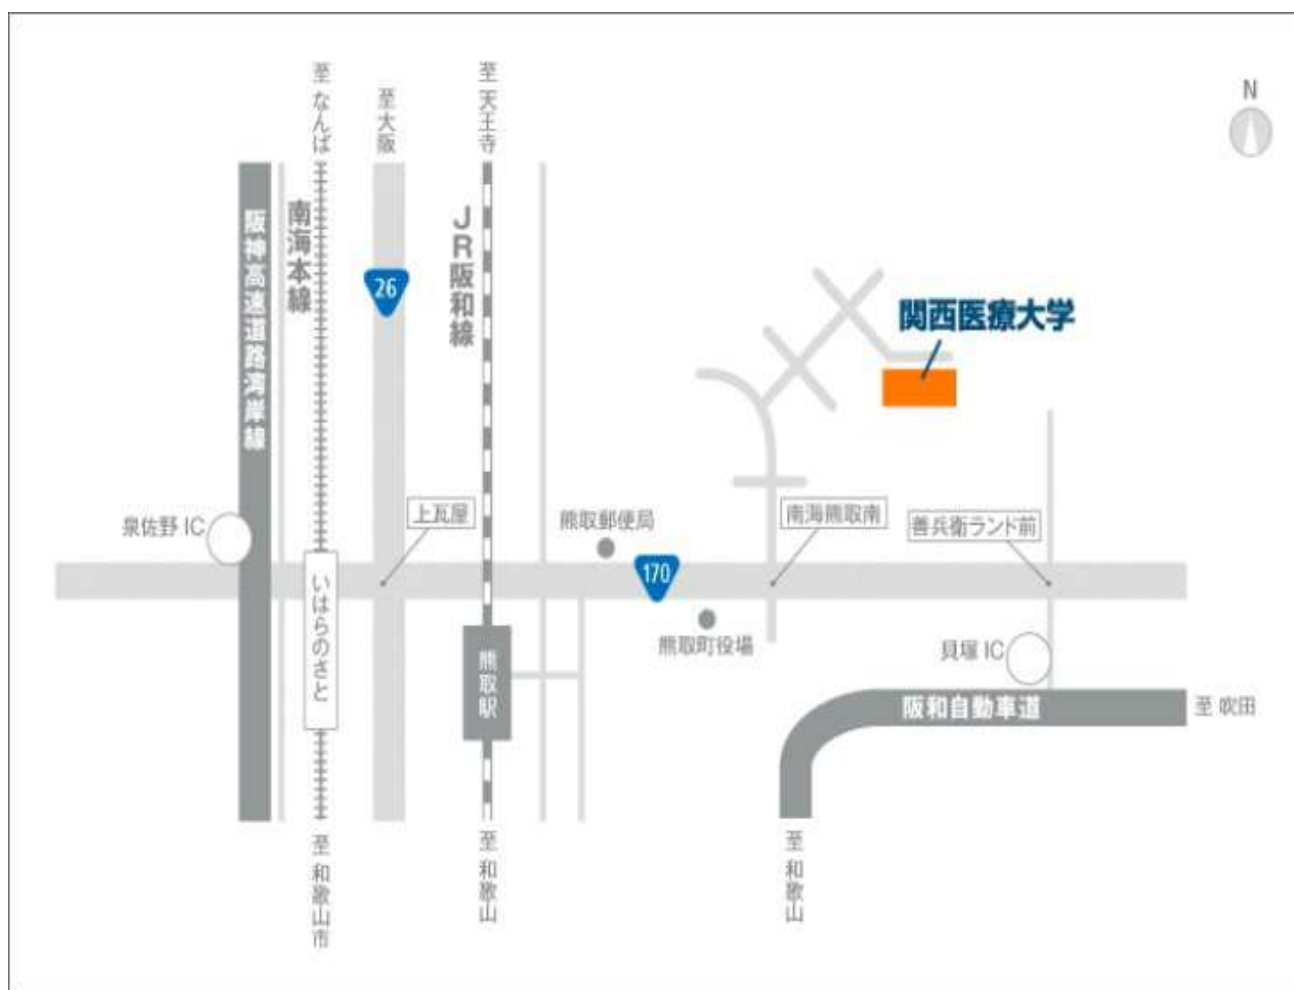 至 なんば
至 大阪
至 天王寺
N
阪神高速道路湾岸線
南海本線
26
JR阪和線
関西医療大学
泉佐野 IC
上瓦屋
熊取郵便局
南海熊取南
善兵衛ランド前
170
いはらのさと
熊取町役場
熊取駅
貝塚 IC
阪和自動車道
至 吹田
至 和歌山市
至 和歌山
至 和歌山